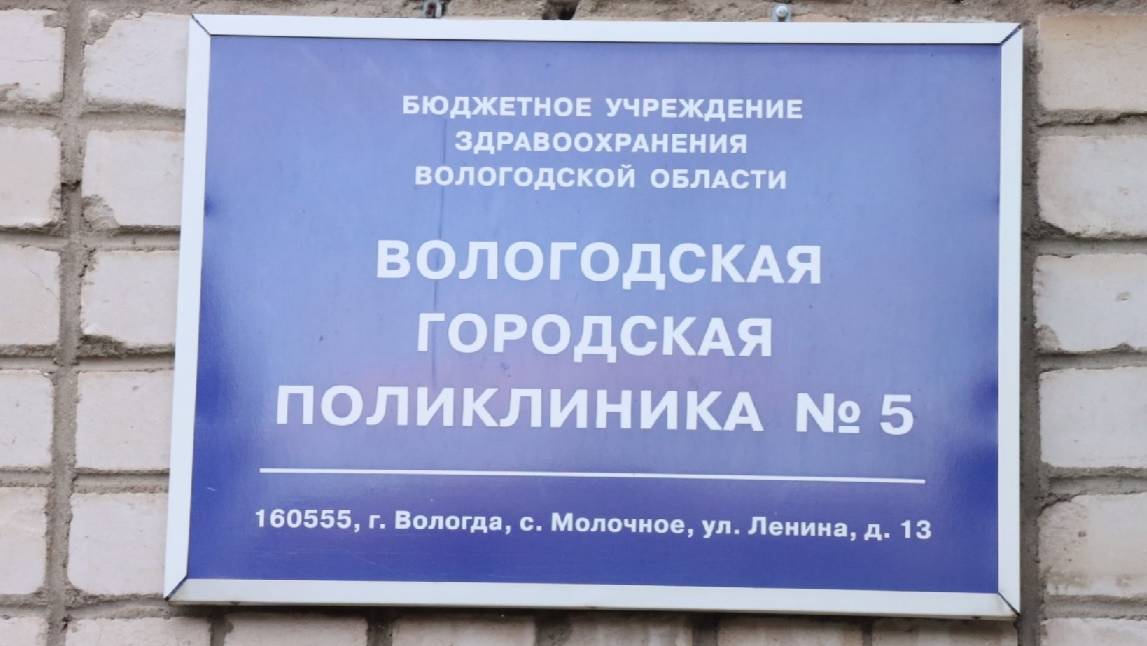 БЮДЖЕТНОЕ УЧРЕЖДЕНИЕ
ЗДРАВООХРАНЕНИЯ
ВОЛОГОДСКОЙ ОБЛАСТИ
ВОЛОГОДСКАЯ
ГОРОДСКАЯ
ПОЛИКЛИНИКА № 5
160555, г. Вологда, с. Молочное, ул. Ленина, д. 13